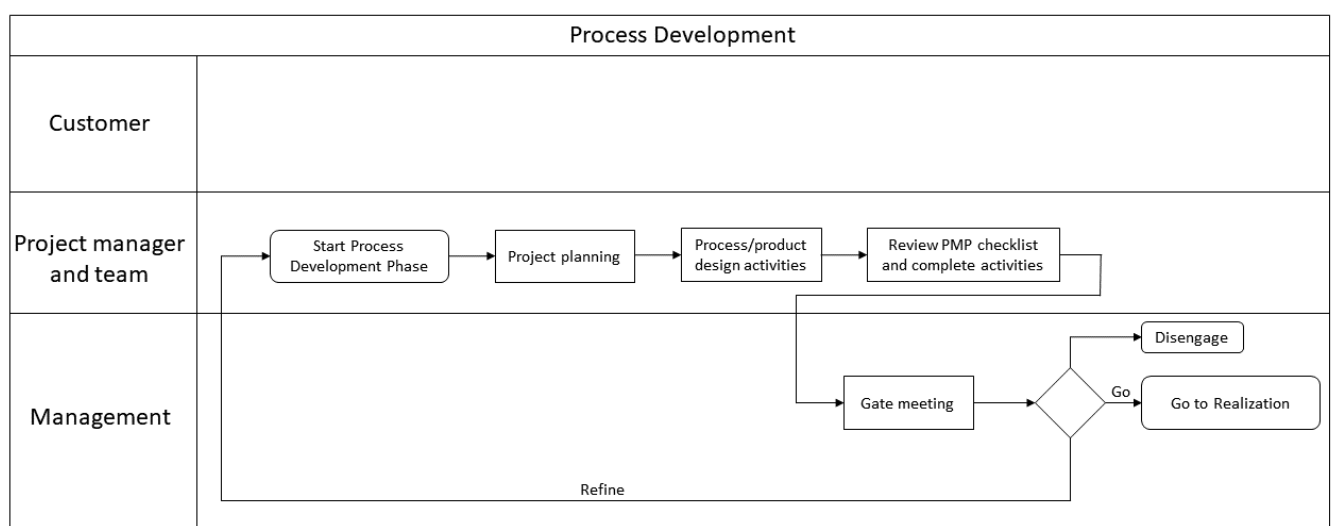 Process Development
Customer
Project manager
and team
Start Process
Development Phase
Project planning
Process/product
design activities
Review PMP checklist
and complete activities
Management
Gate meeting
Disengage
Go
Go to Realization
Refine